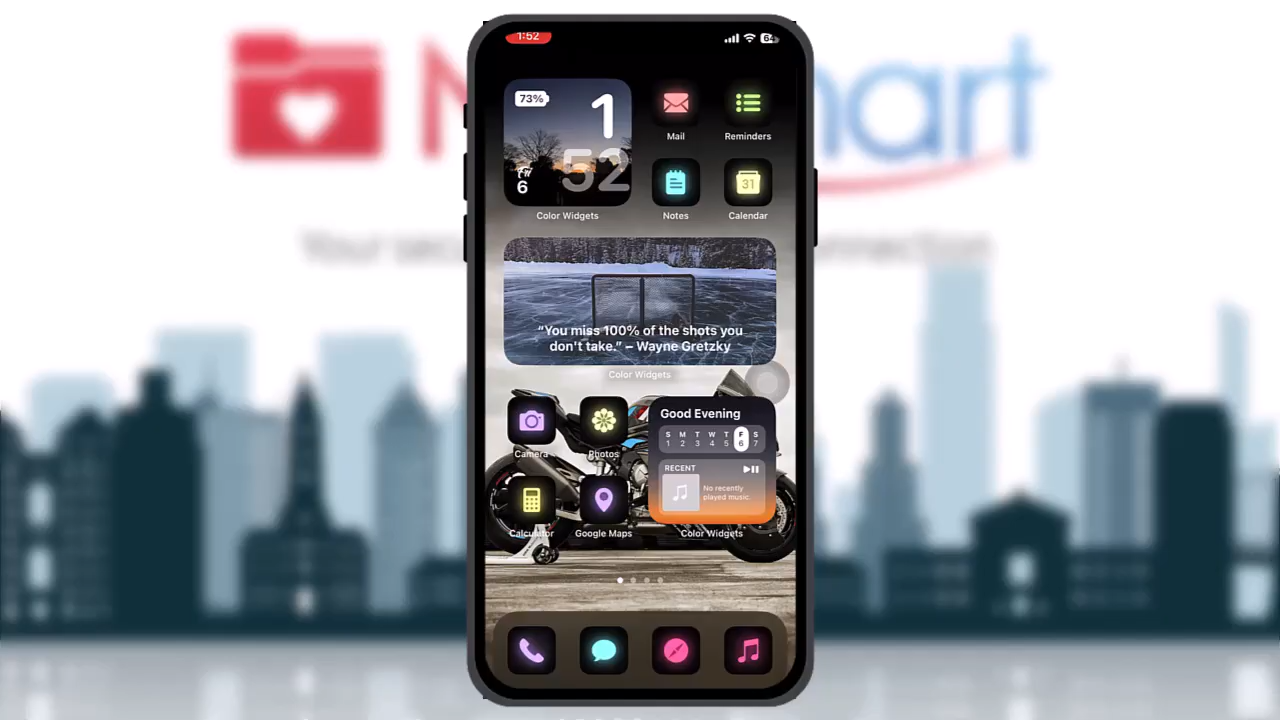 1:52
64
73%
1
52
Fri
6
Mail
Reminders
Notes
31
Calendar
Color Widgets
“You miss 100% of the shots you
don't take.” – Wayne Gretzky
Color Widgets
Good Evening
S M T W T F S
1 2 3 4 5 6 7
RECENT
No recently
played music.
Camera
Photos
Calculator
Google Maps
Color Widgets